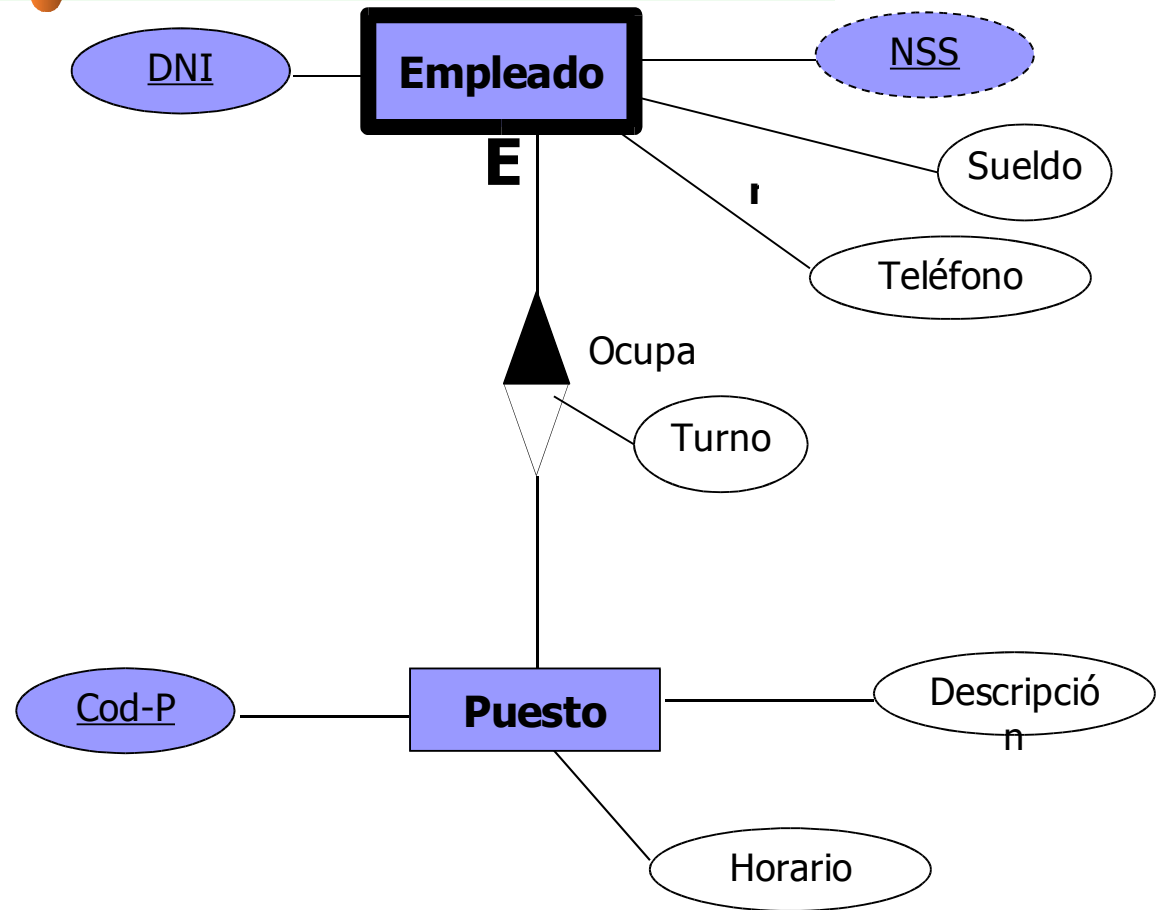 DNI
Empleado
NSS
E
Sueldo
r
Teléfono
Ocupa
Turno
Cod-P
Puesto
Descripció
n
Horario